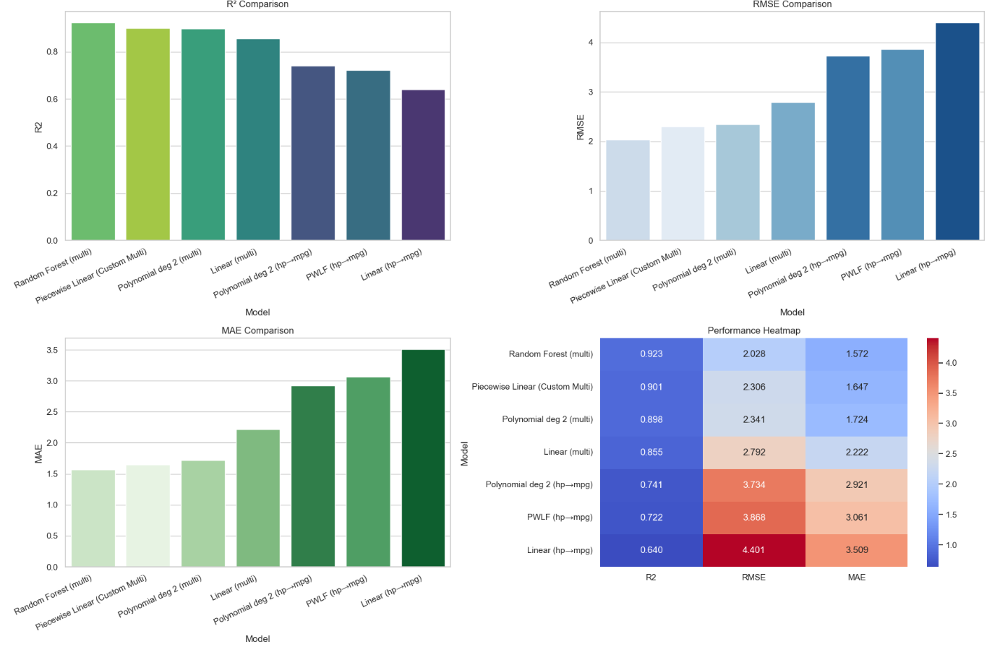 R² Comparison
R2
0.8
0.6
0.4
0.2
0.0
Random Forest (multi)
Piecewise Linear (Custom Multi)
Polynomial deg 2 (multi)
Linear (multi)
Polynomial deg 2 (hp→mpg)
PWLF (hp→mpg)
Linear (hp→mpg)
Model
RMSE Comparison
RMSE
4
3
2
1
0
Random Forest (multi)
Piecewise Linear (Custom Multi)
Polynomial deg 2 (multi)
Linear (multi)
Polynomial deg 2 (hp→mpg)
PWLF (hp→mpg)
Linear (hp→mpg)
Model
MAE Comparison
MAE
3.5
3.0
2.5
2.0
1.5
1.0
0.5
0.0
Random Forest (multi)
Piecewise Linear (Custom Multi)
Polynomial deg 2 (multi)
Linear (multi)
Polynomial deg 2 (hp→mpg)
PWLF (hp→mpg)
Linear (hp→mpg)
Model
Performance Heatmap
Model
Random Forest (multi) 0.923 2.028 1.572
Piecewise Linear (Custom Multi) 0.901 2.306 1.647
Polynomial deg 2 (multi) 0.898 2.341 1.724
Linear (multi) 0.855 2.792 2.222
Polynomial deg 2 (hp→mpg) 0.741 3.734 2.921
PWLF (hp→mpg) 0.722 3.868 3.061
Linear (hp→mpg) 0.640 4.401 3.509
R2 RMSE MAE
4.0
3.5
3.0
2.5
2.0
1.5
1.0